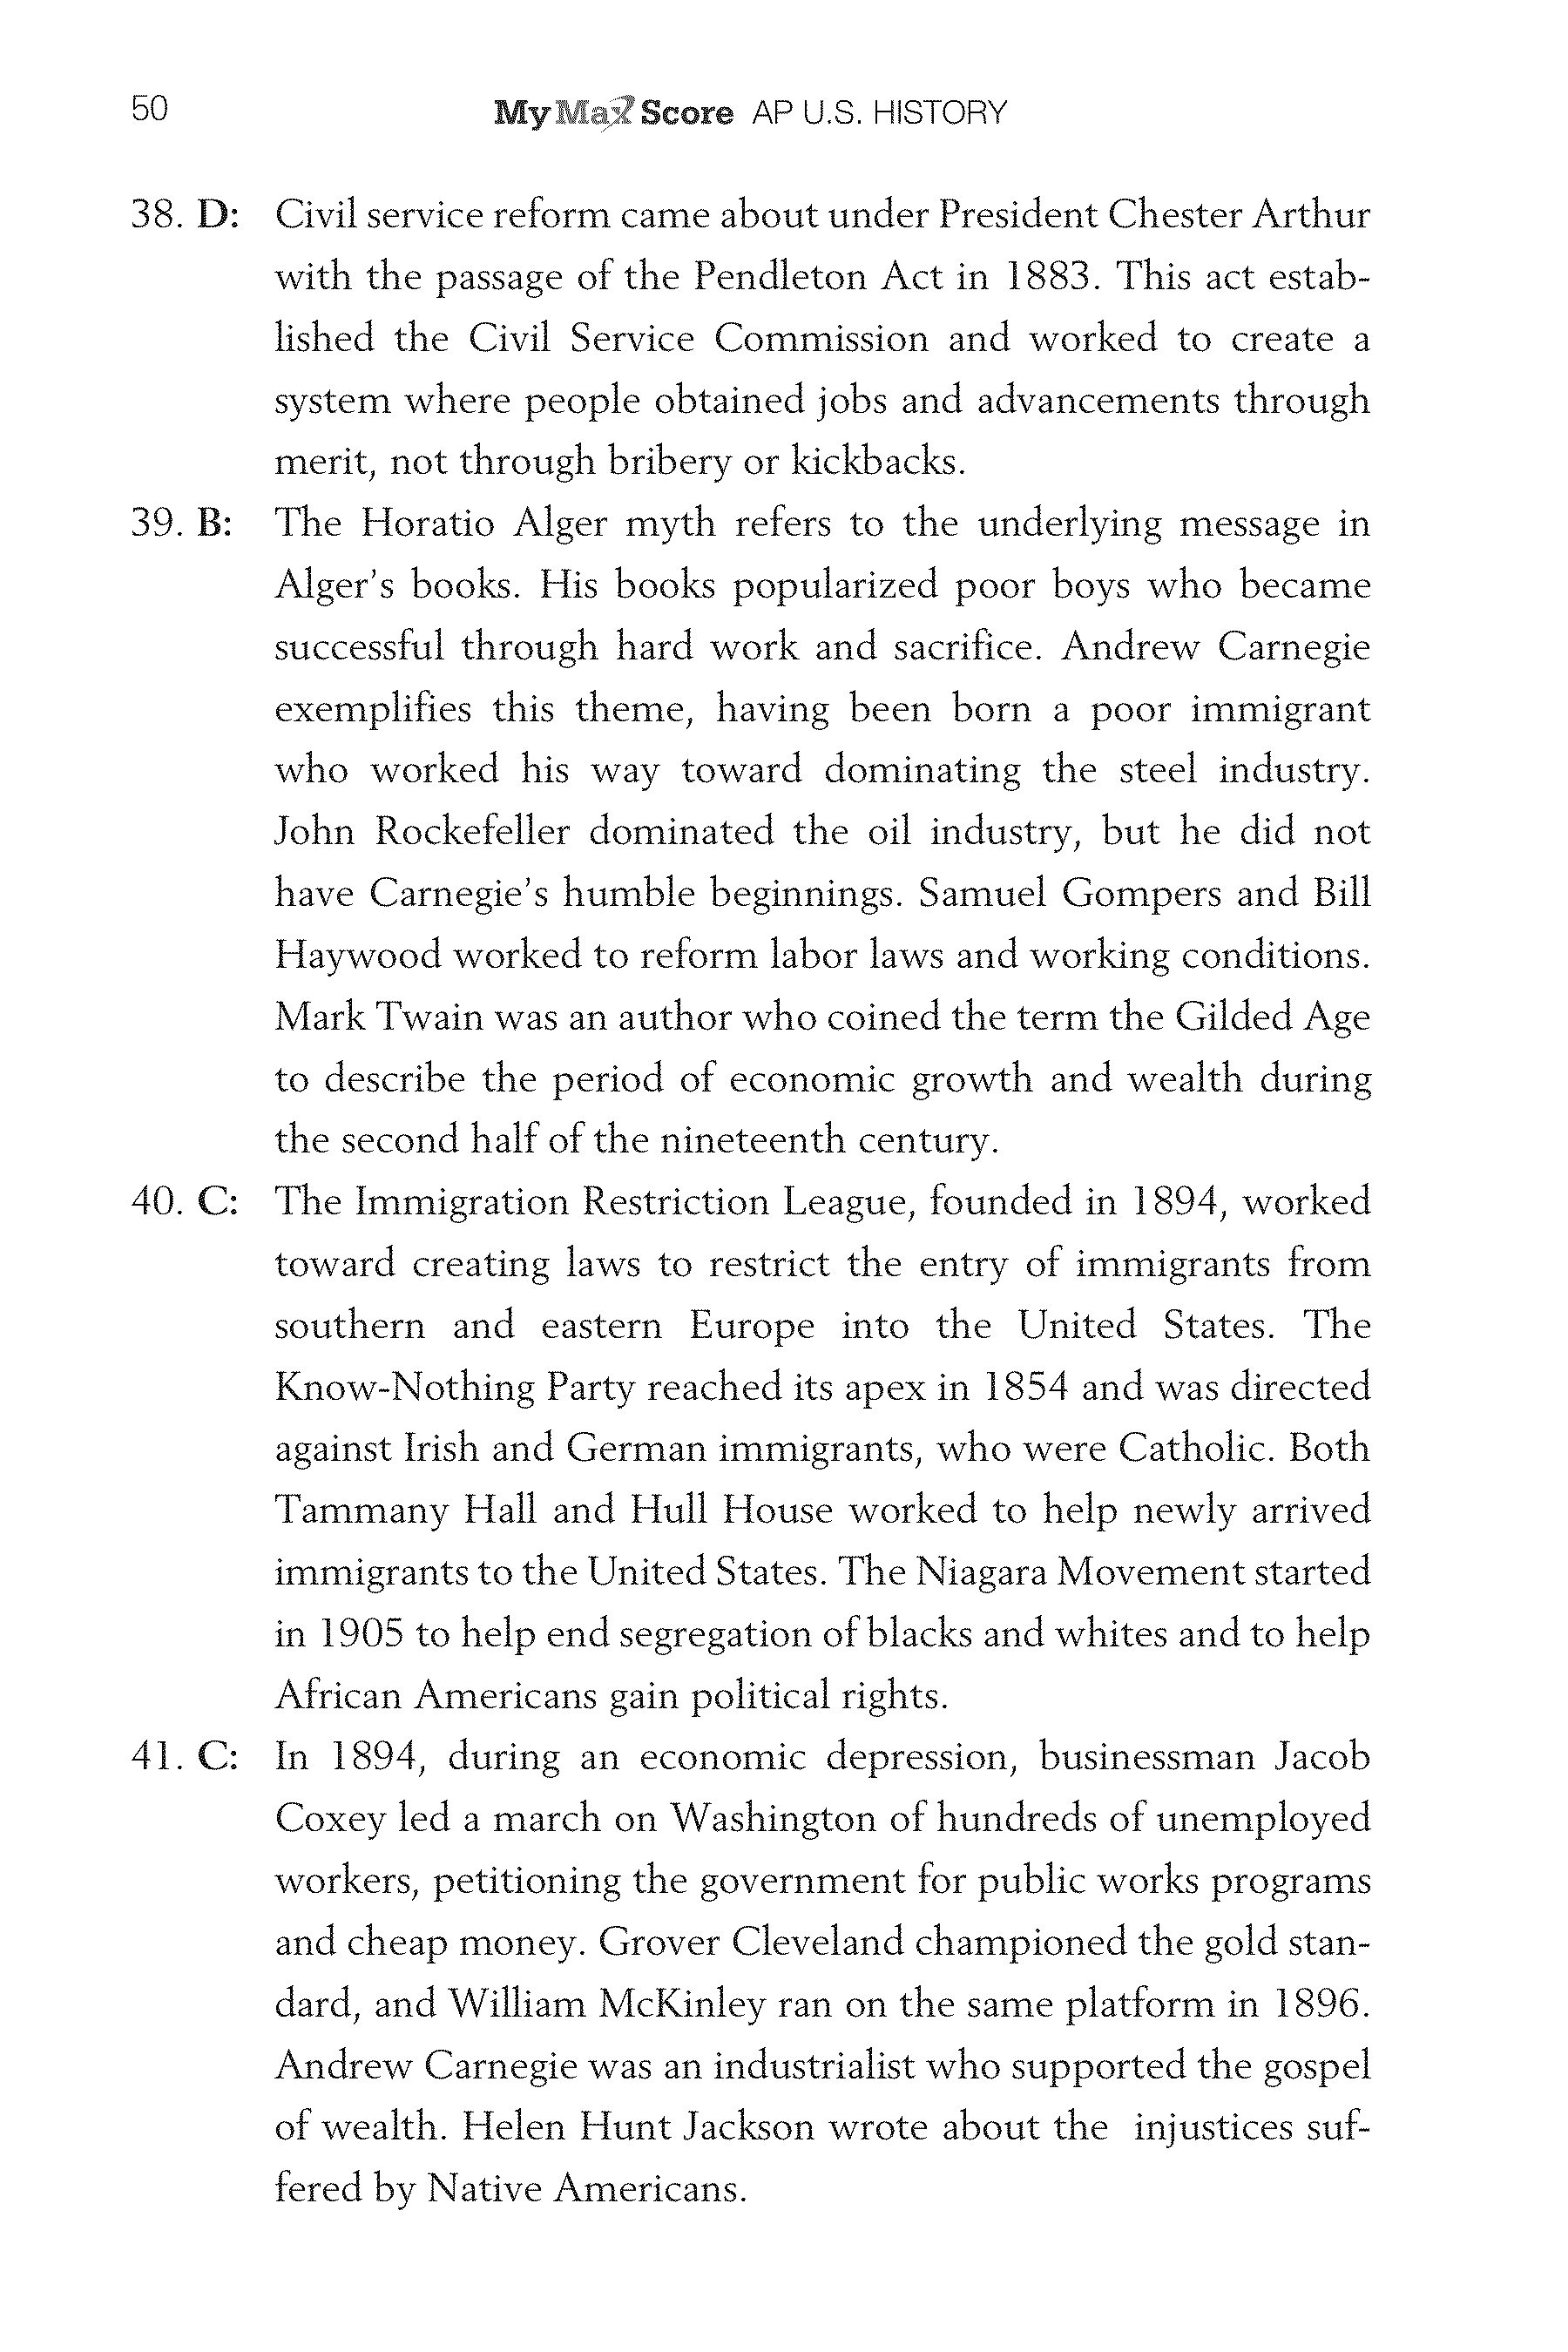 50
MyMaxScore AP U.S. HISTORY
38. D: Civil service reform came about under President Chester Arthur
with the passage of the Pendleton Act in 1883. This act estab-
lished the Civil Service Commission and worked to create a
system where people obtained jobs and advancements through
merit, not through bribery or kickbacks.
39. B: The Horatio Alger myth refers to the underlying message in
Alger’s books. His books popularized poor boys who became
successful through hard work and sacrifice. Andrew Carnegie
exemplifies this theme, having been born a poor immigrant
who worked his way toward dominating the steel industry.
John Rockefeller dominated the oil industry, but he did not
have Carnegie’s humble beginnings. Samuel Gompers and Bill
Haywood worked to reform labor laws and working conditions.
Mark Twain was an author who coined the term the Gilded Age
to describe the period of economic growth and wealth during
the second half of the nineteenth century.
40. C: The Immigration Restriction League, founded in 1894, worked
toward creating laws to restrict the entry of immigrants from
southern and eastern Europe into the United States. The
Know-Nothing Party reached its apex in 1854 and was directed
against Irish and German immigrants, who were Catholic. Both
Tammany Hall and Hull House worked to help newly arrived
immigrants to the United States. The Niagara Movement started
in 1905 to help end segregation of blacks and whites and to help
African Americans gain political rights.
41. C: In 1894, during an economic depression, businessman Jacob
Coxey led a march on Washington of hundreds of unemployed
workers, petitioning the government for public works programs
and cheap money. Grover Cleveland championed the gold stan-
dard, and William McKinley ran on the same platform in 1896.
Andrew Carnegie was an industrialist who supported the gospel
of wealth. Helen Hunt Jackson wrote about the injustices suf-
fered by Native Americans.